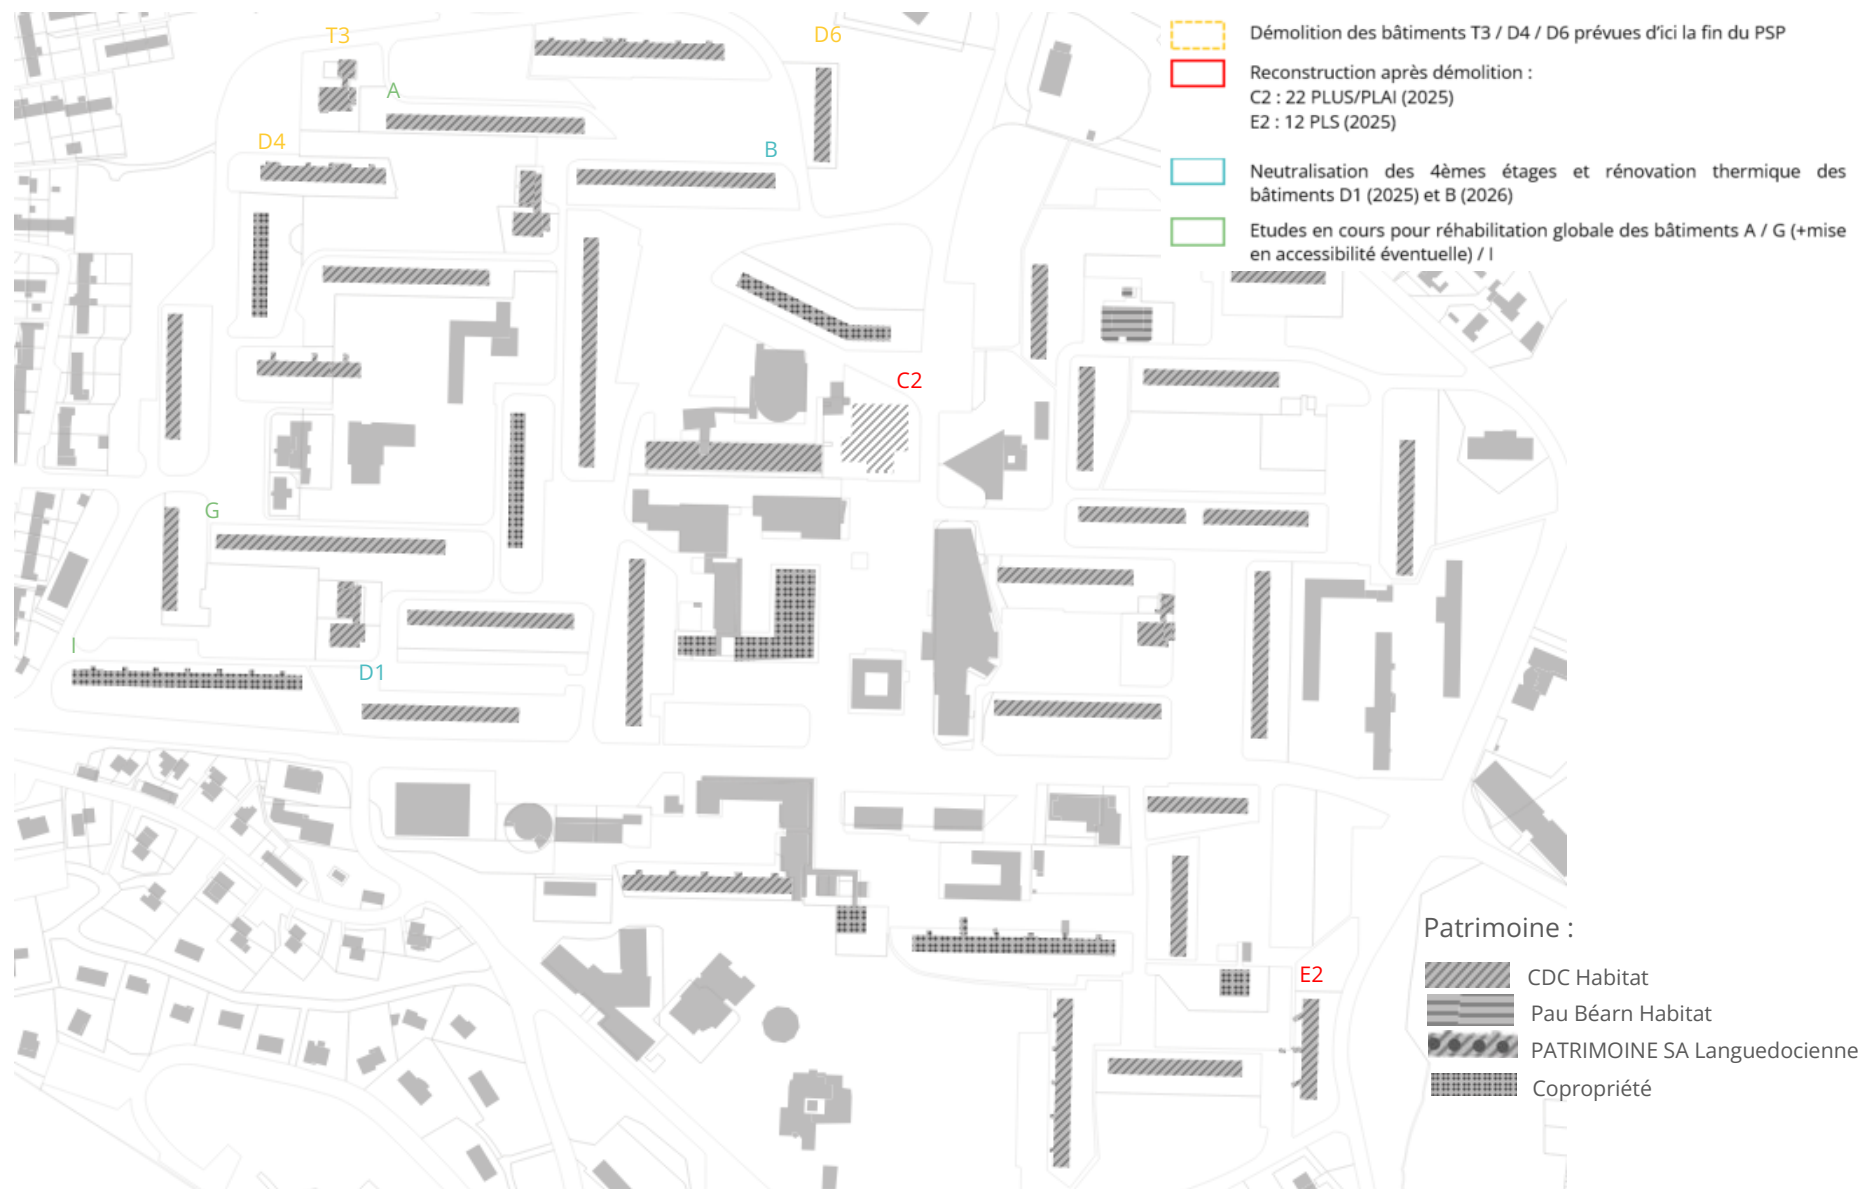 T3
D6
A
D4
B
C2
G
I
D1
E2
Démolition des bâtiments T3 / D4 / D6 prévues d'ici la fin du PSP
Reconstruction après démolition :
C2 : 22 PLUS/PLAI (2025)
E2 : 12 PLS (2025)
Neutralisation des 4èmes étages et rénovation thermique des
bâtiments D1 (2025) et B (2026)
Etudes en cours pour réhabilitation globale des bâtiments A / G (+mise
en accessibilité éventuelle) / I
Patrimoine :
CDC Habitat
Pau Béarn Habitat
PATRIMOINE SA Languedocienne
Copropriété